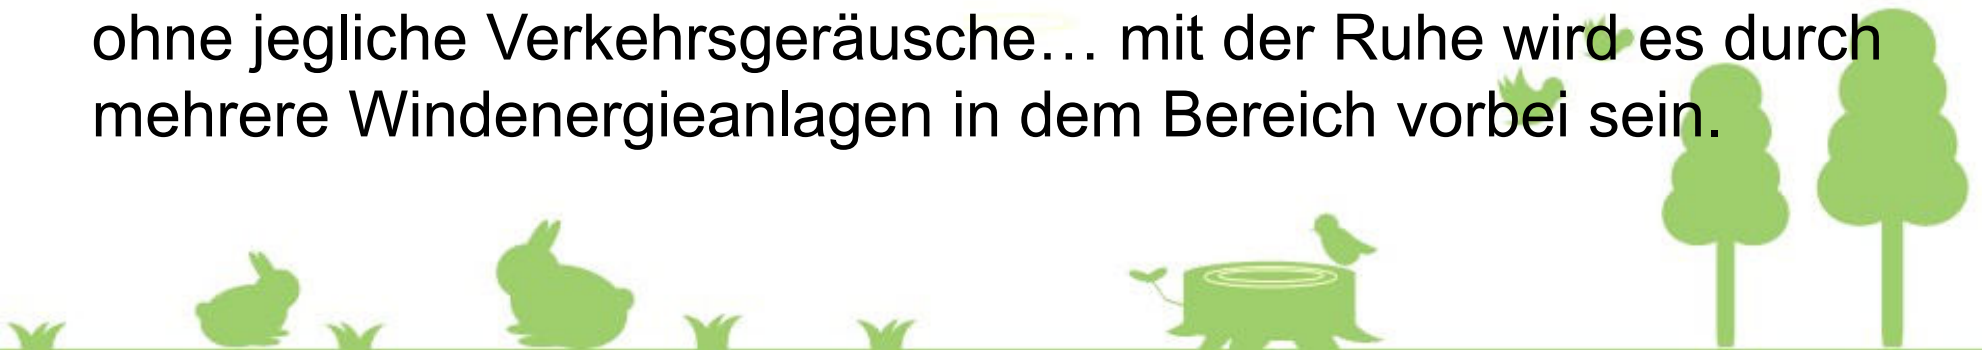 ohne jegliche Verkehrsgeräusche… mit der Ruhe wird es durch
mehrere Windenergieanlagen in dem Bereich vorbei sein.